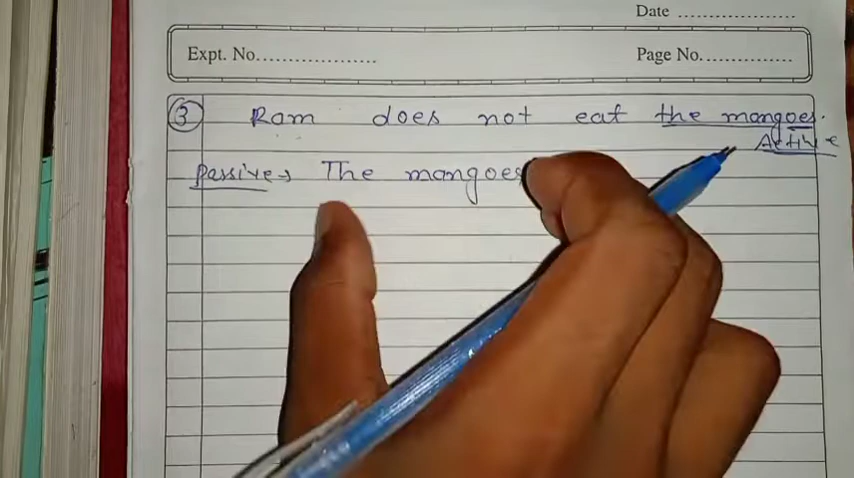 Date ....................
Expt. No.................... Page No................
3 Ram does not eat the mangoes.
Active
Passive→ The mangoes